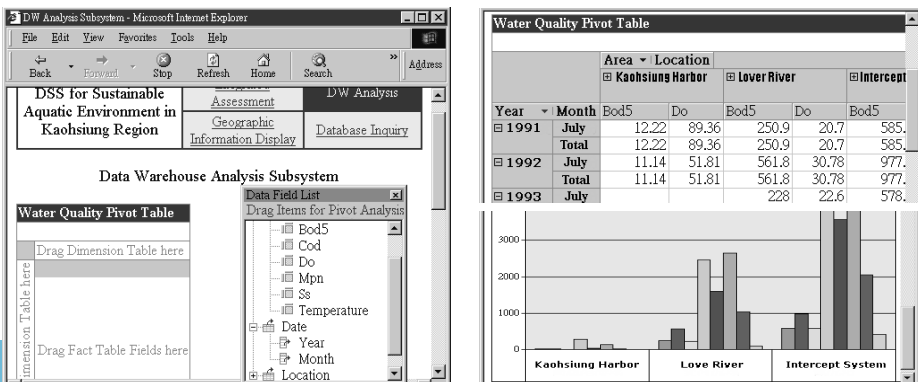 DW Analysis Subsystem - Microsoft Internet Explorer
File Edit View Favorites Tools Help
Back Forward Stop Refresh Home Search » Address
DSS for Sustainable
Aquatic Environment in
Kaohsiung Region
Assessment
DW Analysis
Geographic
Information Display
Database Inquiry
Data Warehouse Analysis Subsystem
Water Quality Pivot Table
Drag Dimension Table here
Dimension Table here
Drag Fact Table Fields here
Data Field List
Drag Items for Pivot Analysis
Bod5
Cod
Do
Mpn
Ss
Temperature
Date
Year
Month
Location
Water Quality Pivot Table
Area Location
Kaohsiung Harbor Lover River Intercept
Year Month Bod5 Do Bod5 Do Bod5
1991 July 12.22 89.36 250.9 20.7 585.
Total 12.22 89.36 250.9 20.7 585.
1992 July 11.14 51.81 561.8 30.78 977.
Total 11.14 51.81 561.8 30.78 977.
1993 July 228 22.6 578.
3000
2000
1000
0
Kaohsiung Harbor Love River Intercept System